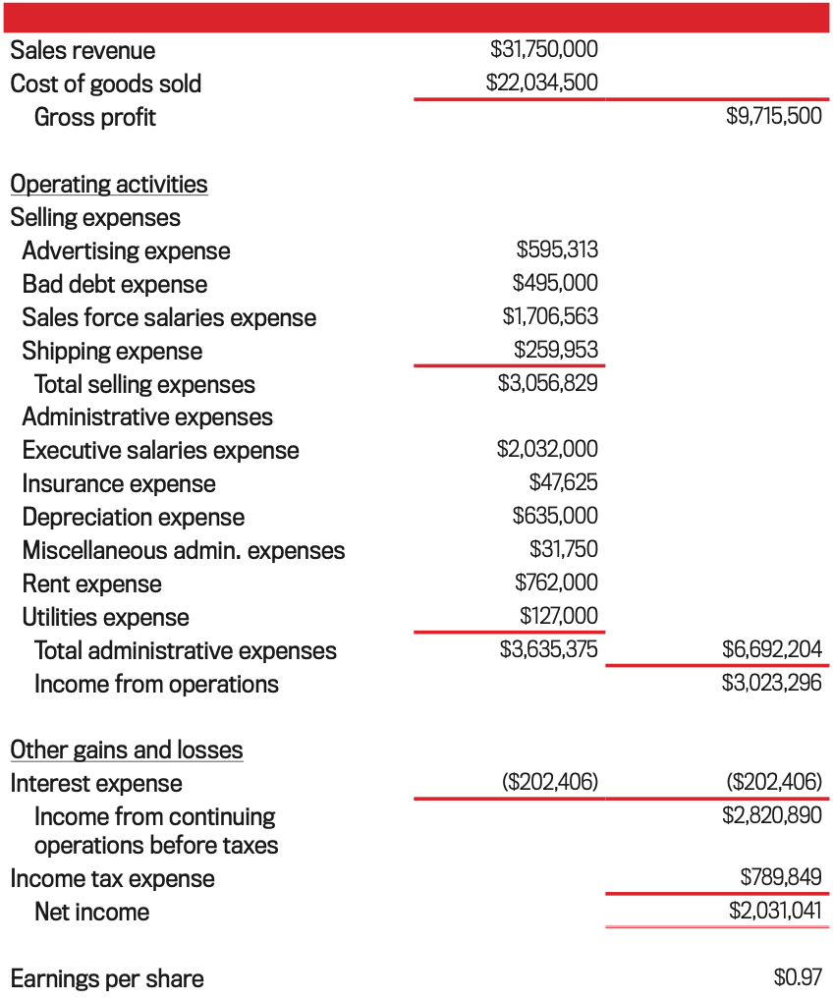 Sales revenue $31,750,000
Cost of goods sold $22,034,500
Gross profit $9,715,500
Operating activities
Selling expenses
Advertising expense $595,313
Bad debt expense $495,000
Sales force salaries expense $1,706,563
Shipping expense $259,953
Total selling expenses $3,056,829
Administrative expenses
Executive salaries expense $2,032,000
Insurance expense $47,625
Depreciation expense $635,000
Miscellaneous admin. expenses $31,750
Rent expense $762,000
Utilities expense $127,000
Total administrative expenses $3,635,375 $6,692,204
Income from operations $3,023,296
Other gains and losses
Interest expense ($202,406) ($202,406)
Income from continuing $2,820,890
operations before taxes
Income tax expense $789,849
Net income $2,031,041
Earnings per share $0.97